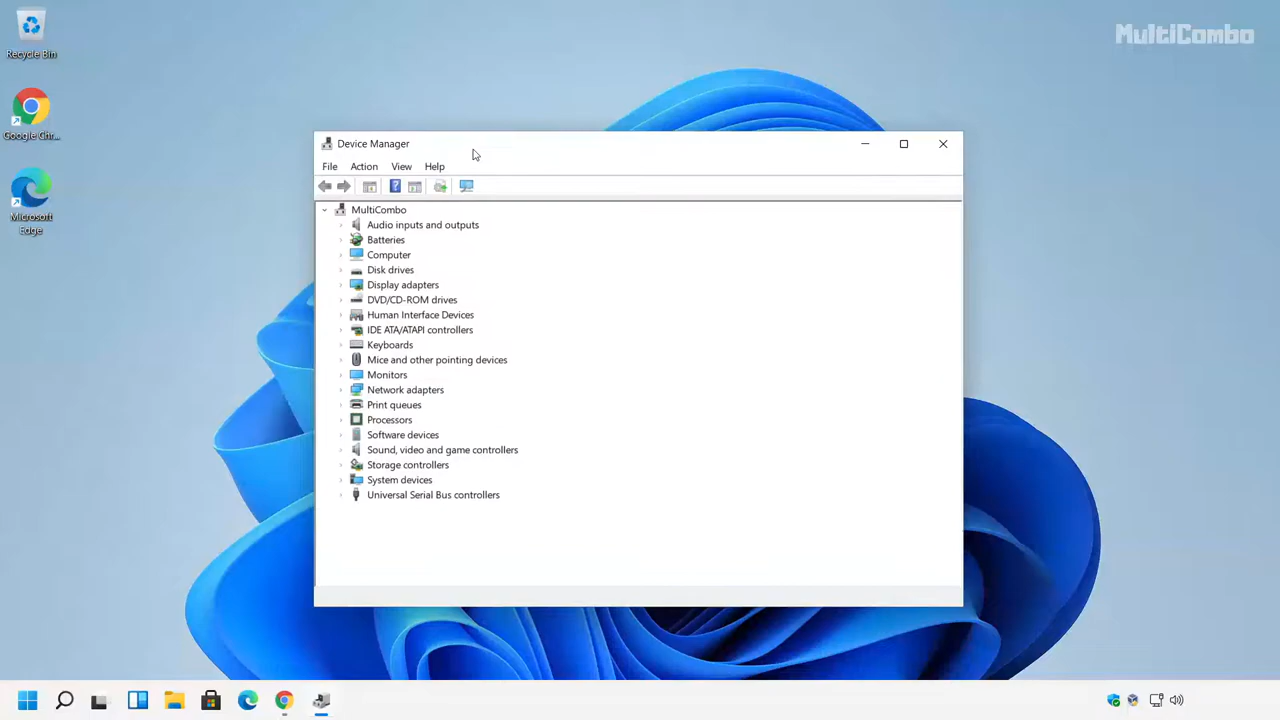 MultiCombo
Recycle Bin
Google Chr...
Microsoft
Edge
Device Manager
File Action View Help
MultiCombo
Audio inputs and outputs
Batteries
Computer
Disk drives
Display adapters
DVD/CD-ROM drives
Human Interface Devices
IDE ATA/ATAPI controllers
Keyboards
Mice and other pointing devices
Monitors
Network adapters
Print queues
Processors
Software devices
Sound, video and game controllers
Storage controllers
System devices
Universal Serial Bus controllers